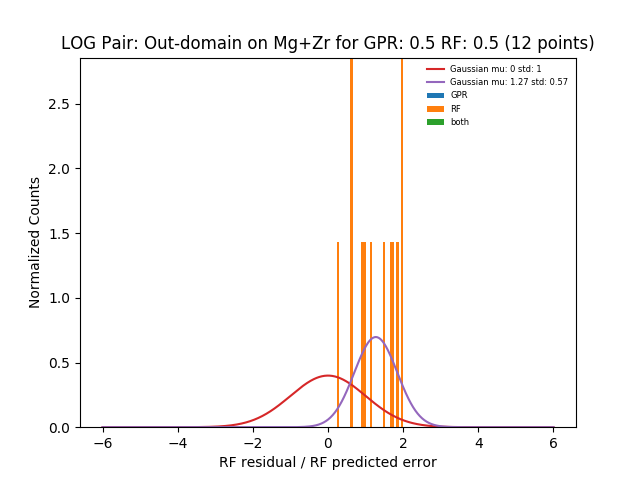 LOG Pair: Out-domain on Mg+Zr for GPR: 0.5 RF: 0.5 (12 points)
Gaussian mu: 0 std: 1
Gaussian mu: 1.27 std: 0.57
GPR
RF
both
Normalized Counts
2.5
2.0
1.5
1.0
0.5
0.0
−6 −4 −2 0 2 4 6
RF residual / RF predicted error